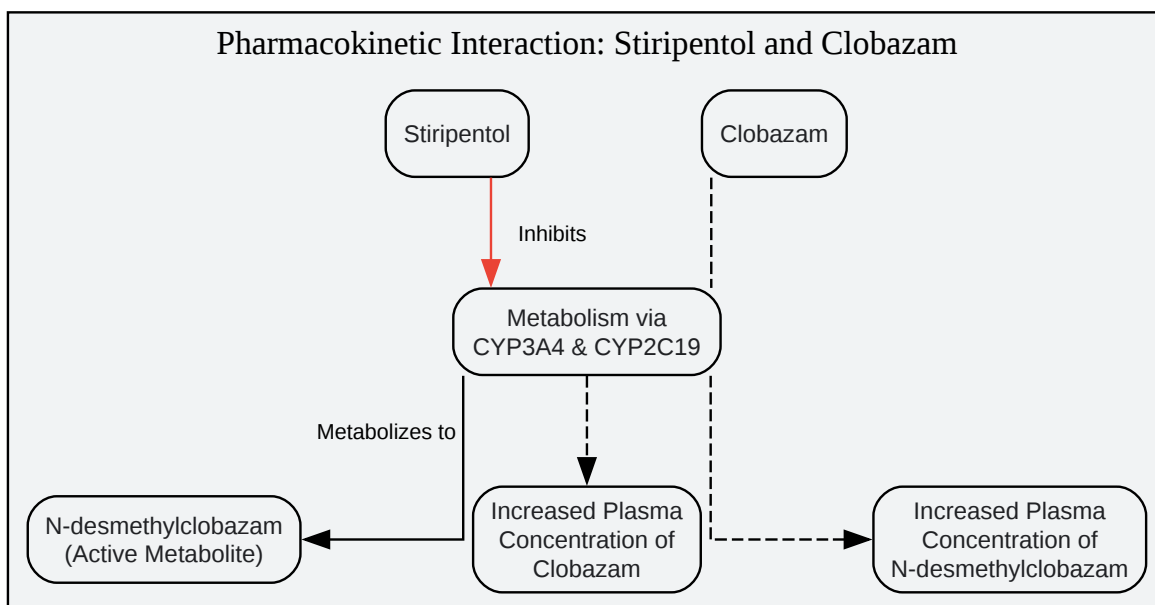 Pharmacokinetic Interaction: Stiripentol and Clobazam
Stiripentol
Clobazam
Inhibits
Metabolism via
CYP3A4 & CYP2C19
Metabolizes to
N-desmethylclobazam
(Active Metabolite)
Increased Plasma
Concentration of
Clobazam
Increased Plasma
Concentration of
N-desmethylclobazam